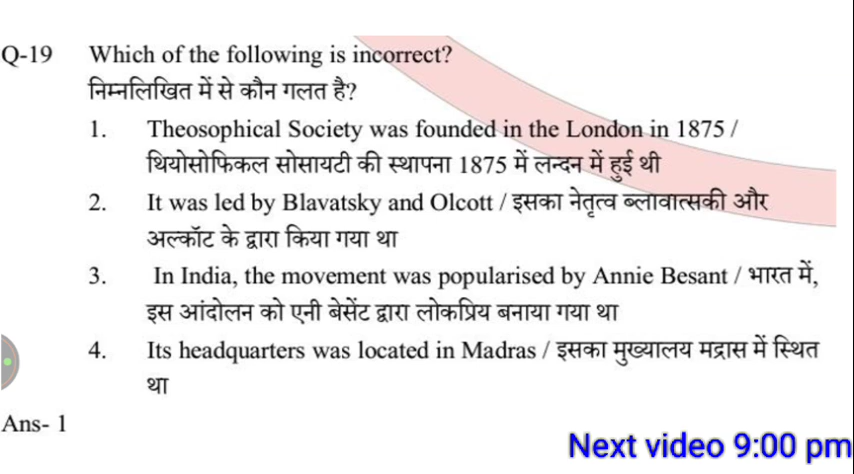 Q-19 Which of the following is incorrect?
निम्नलिखित में से कौन गलत है?
1. Theosophical Society was founded in the London in 1875 /
थियोसोफिकल सोसायटी की स्थापना 1875 में लन्दन में हुई थी
2. It was led by Blavatsky and Olcott / इसका नेतृत्व ब्लावात्सकी और
अल्कॉट के द्वारा किया गया था
3. In India, the movement was popularised by Annie Besant / भारत में,
इस आंदोलन को एनी बेसेंट द्वारा लोकप्रिय बनाया गया था
4. Its headquarters was located in Madras / इसका मुख्यालय मद्रास में स्थित
था
Ans- 1
Next video 9:00 pm